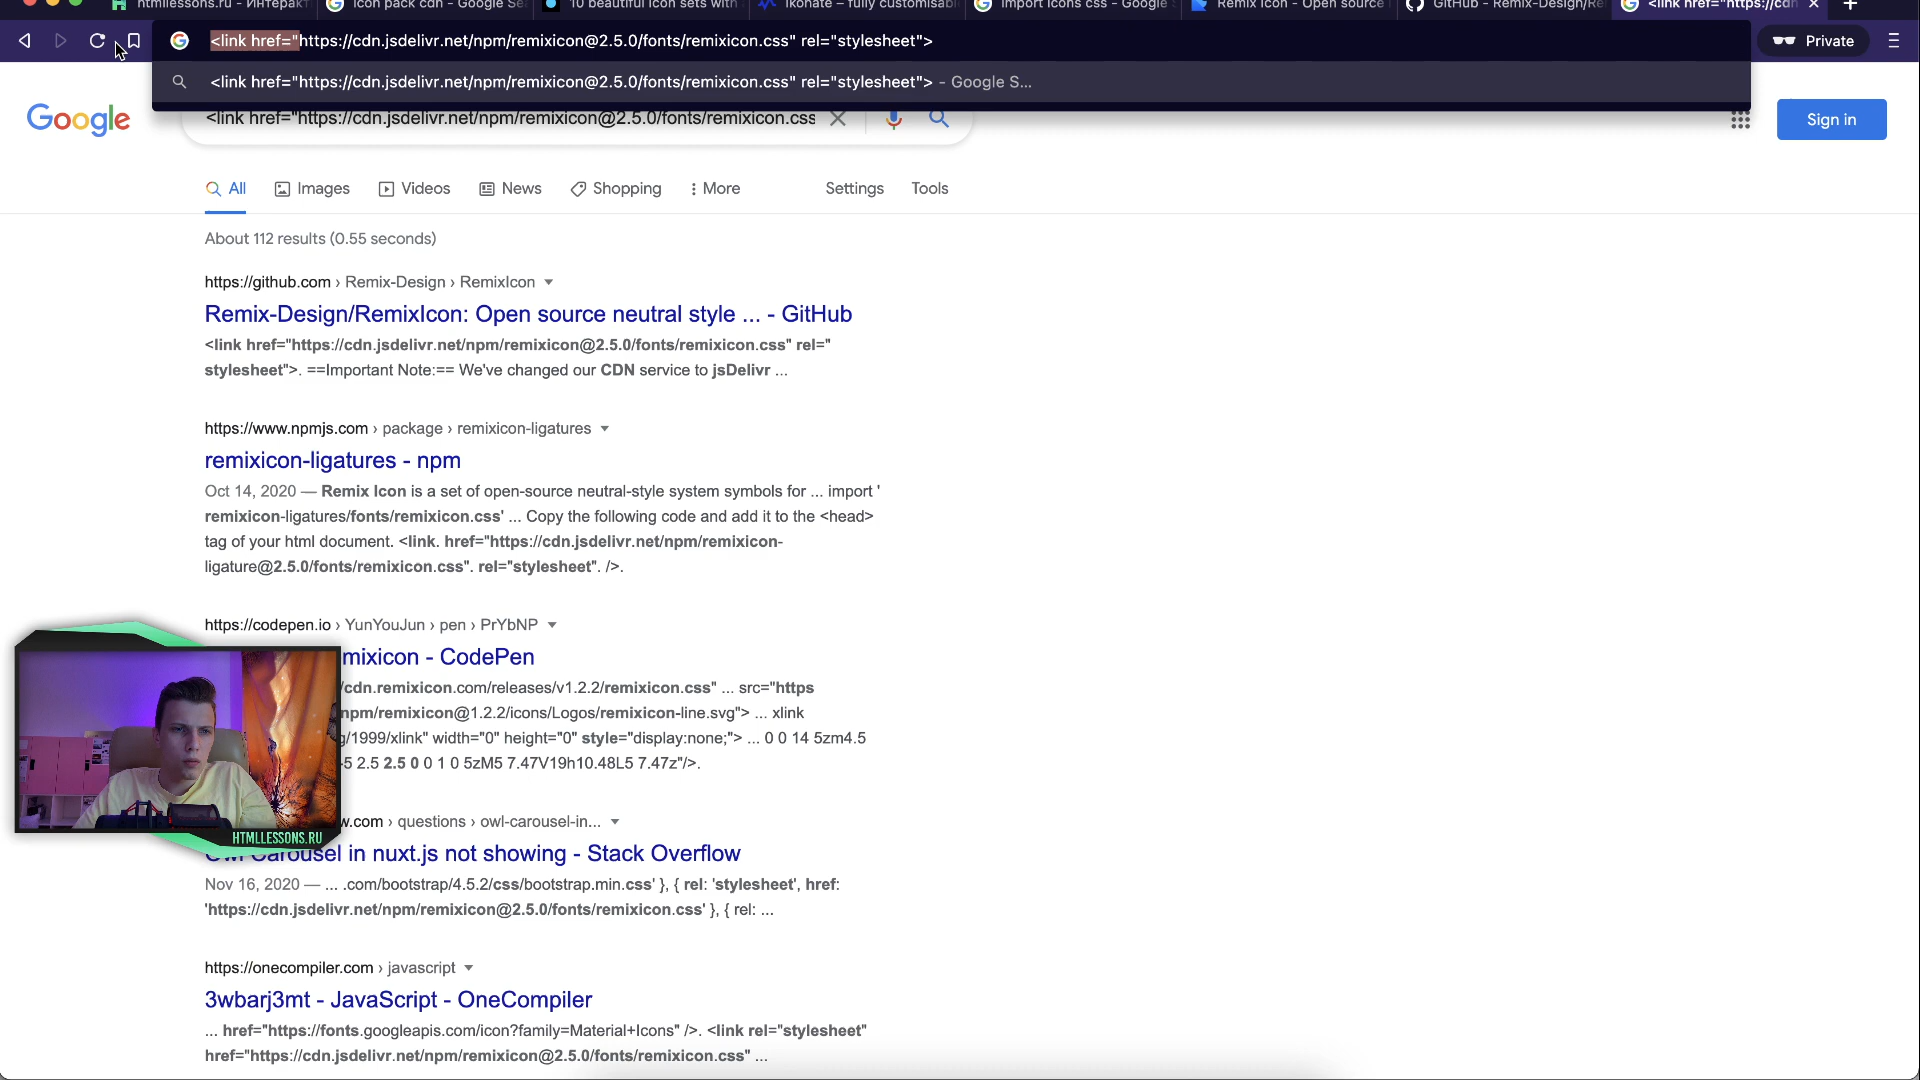 htmllessons.ru - Интеракт
icon pack cdn - Google Se
10 beautiful icon sets with
Ikonate – fully customisabl
import icons css - Google
Remix Icon - Open source
GitHub - Remix-Design/Re
<link href="https://cdn
<link href="https://cdn.jsdelivr.net/npm/remixicon@2.5.0/fonts/remixicon.css" rel="stylesheet">
Private
<link href="https://cdn.jsdelivr.net/npm/remixicon@2.5.0/fonts/remixicon.css" rel="stylesheet"> - Google S...
Google
<link href="https://cdn.jsdelivr.net/npm/remixicon@2.5.0/fonts/remixicon.css
Sign in
All Images Videos News Shopping More Settings Tools
About 112 results (0.55 seconds)
https://github.com › Remix-Design › RemixIcon
Remix-Design/RemixIcon: Open source neutral style ... - GitHub
<link href="https://cdn.jsdelivr.net/npm/remixicon@2.5.0/fonts/remixicon.css" rel="
stylesheet">. ==Important Note:== We've changed our CDN service to jsDelivr ...
https://www.npmjs.com › package › remixicon-ligatures
remixicon-ligatures - npm
Oct 14, 2020 — Remix Icon is a set of open-source neutral-style system symbols for ... import '
remixicon-ligatures/fonts/remixicon.css' ... Copy the following code and add it to the <head>
tag of your html document. <link. href="https://cdn.jsdelivr.net/npm/remixicon-
ligature@2.5.0/fonts/remixicon.css". rel="stylesheet". />.
https://codepen.io › YunYouJun › pen › PrYbNP
mixicon - CodePen
/cdn.remixicon.com/releases/v1.2.2/remixicon.css" ... src="https
npm/remixicon@1.2.2/icons/Logos/remixicon-line.svg"> ... xlink
g/1999/xlink" width="0" height="0" style="display:none;"> ... 0 0 14 5zm4.5
-5 2.5 2.5 0 0 1 0 5zM5 7.47V19h10.48L5 7.47z"/>.
w.com › questions › owl-carousel-in...
HTMLLESSONS.RU
Owl Carousel in nuxt.js not showing - Stack Overflow
Nov 16, 2020 — ... .com/bootstrap/4.5.2/css/bootstrap.min.css' }, { rel: 'stylesheet', href:
'https://cdn.jsdelivr.net/npm/remixicon@2.5.0/fonts/remixicon.css' }, { rel: ...
https://onecompiler.com › javascript
3wbarj3mt - JavaScript - OneCompiler
... href="https://fonts.googleapis.com/icon?family=Material+Icons" />. <link rel="stylesheet"
href="https://cdn.jsdelivr.net/npm/remixicon@2.5.0/fonts/remixicon.css" ...